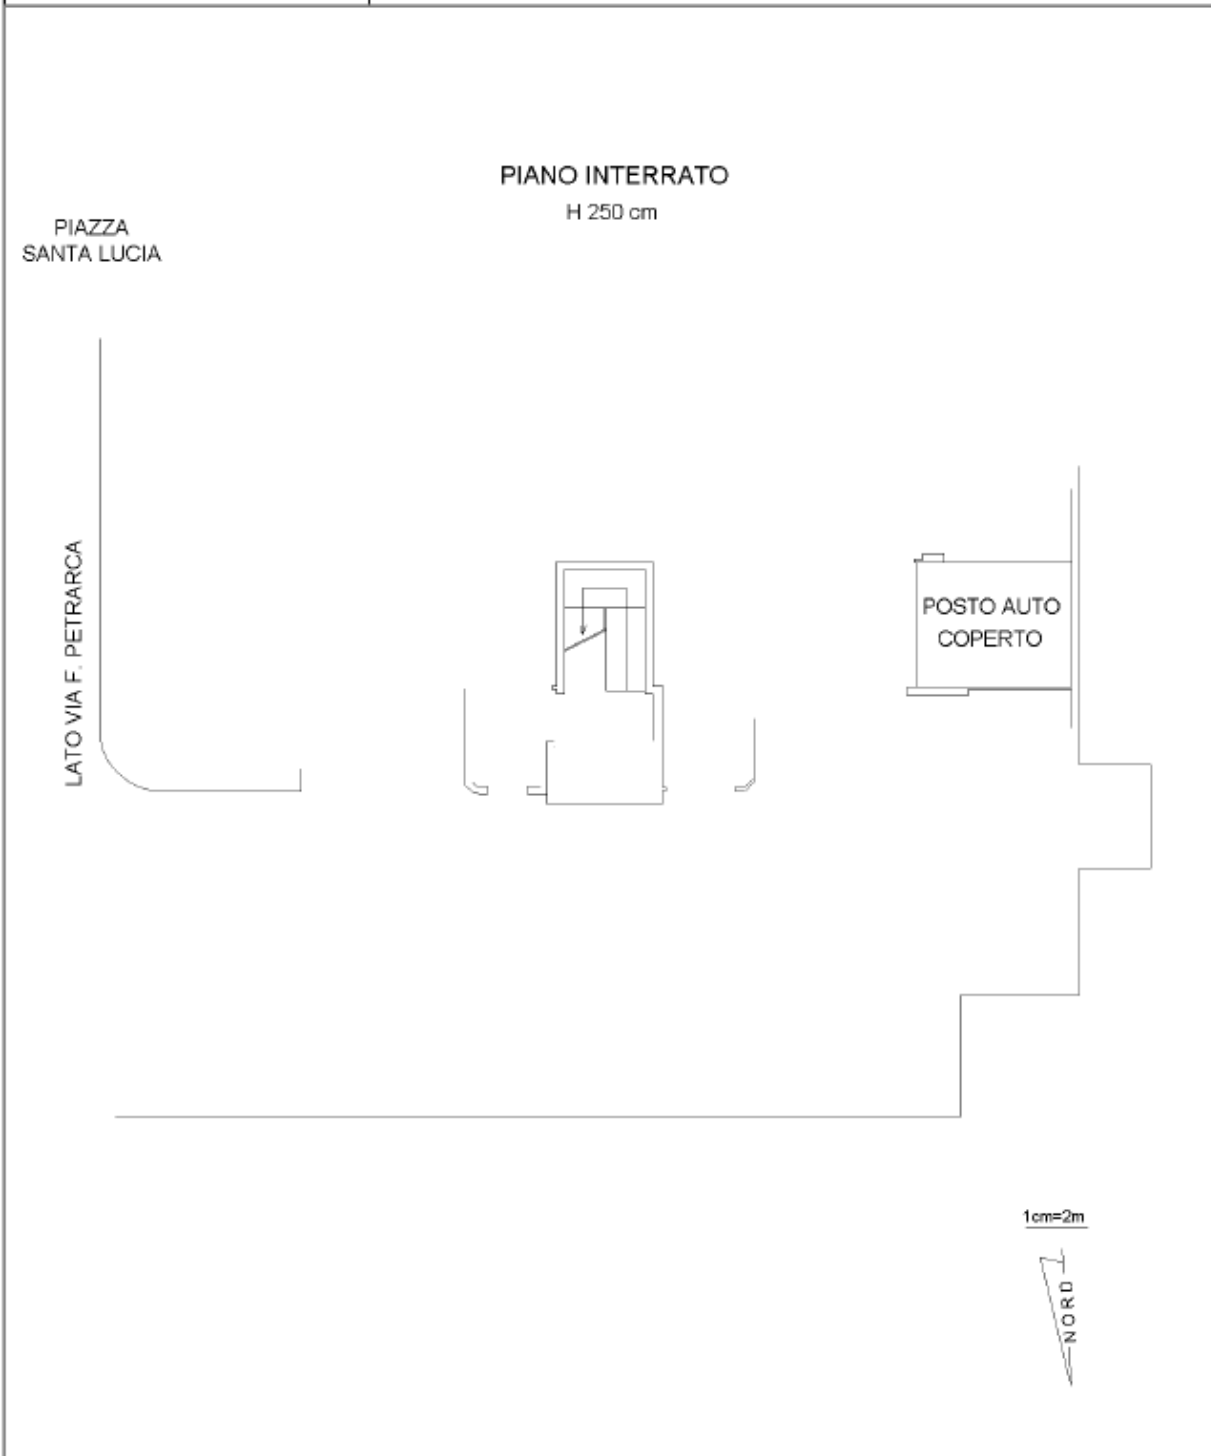 PIANO INTERRATO
H 250 cm
PIAZZA
SANTA LUCIA
LATO VIA F. PETRARCA
POSTO AUTO
COPERTO
1cm=2m
NORD